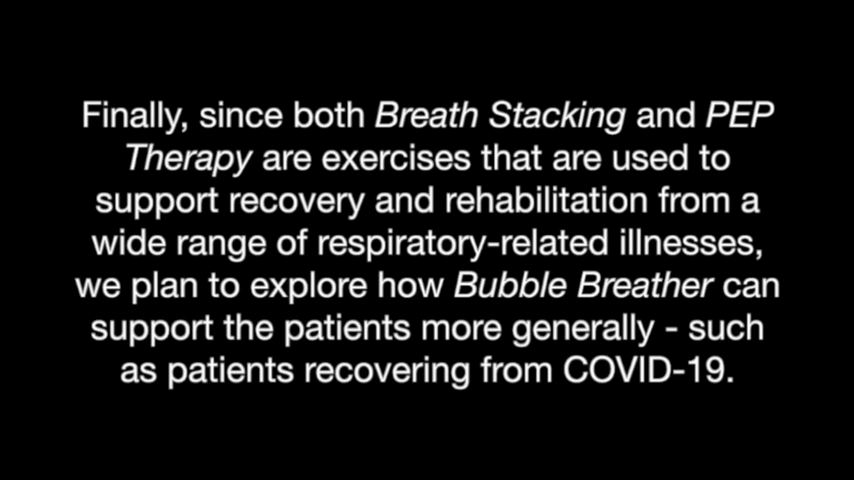 Finally, since both Breath Stacking and PEP
Therapy are exercises that are used to
support recovery and rehabilitation from a
wide range of respiratory-related illnesses,
we plan to explore how Bubble Breather can
support the patients more generally - such
as patients recovering from COVID-19.